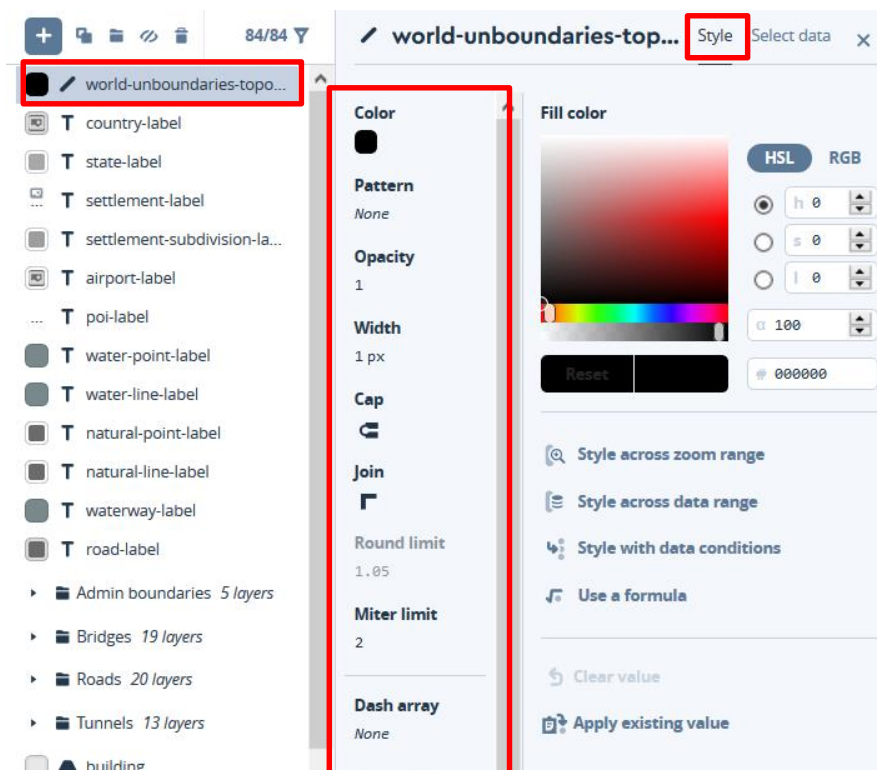 84/84
world-unboundaries-top... Style Select data
world-unboundaries-topo...
T country-label
T state-label
T settlement-label
T settlement-subdivision-la...
T airport-label
... T poi-label
T water-point-label
T water-line-label
T natural-point-label
T natural-line-label
T waterway-label
T road-label
Admin boundaries 5 layers
Bridges 19 layers
Roads 20 layers
Tunnels 13 layers
building
Color
Pattern
None
Opacity
1
Width
1 px
Cap
Join
Round limit
1.05
Miter limit
2
Dash array
None
Fill color
HSL RGB
h 0
s 0
l 0
α 100
Reset
# 000000
Style across zoom range
Style across data range
Style with data conditions
Use a formula
Clear value
Apply existing value